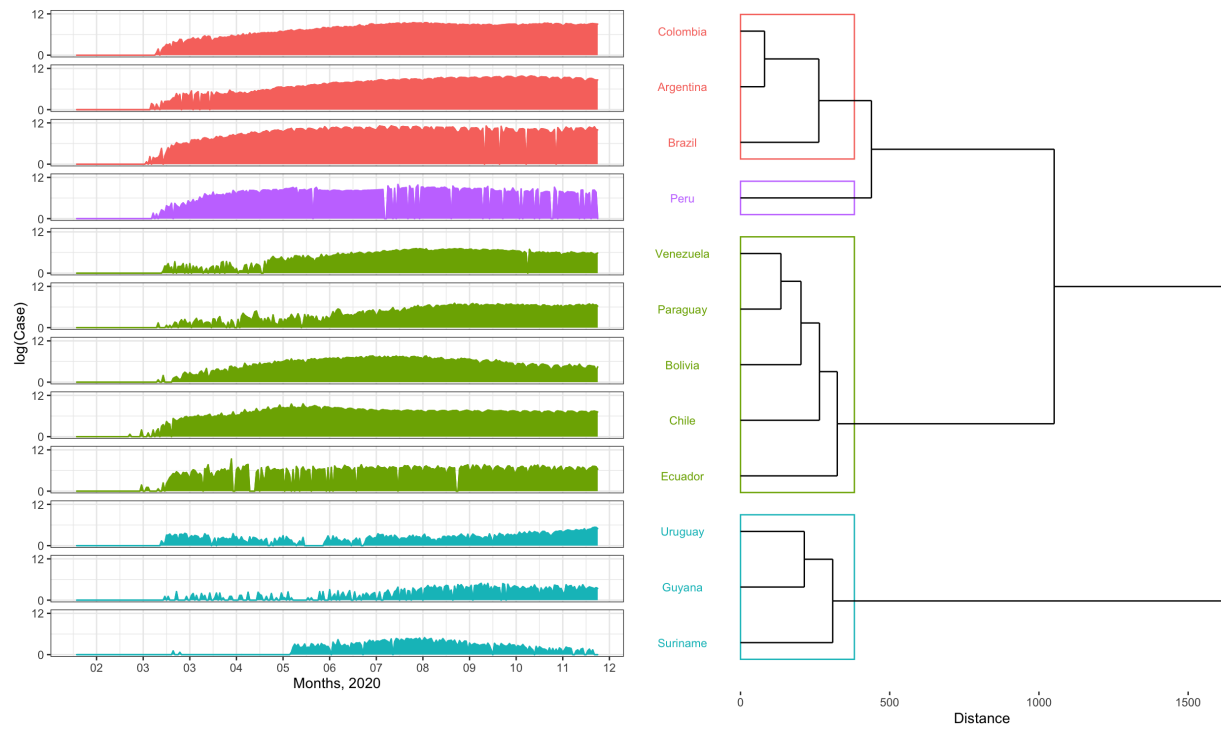 12
0
12
0
12
0
12
0
12
0
12
0
12
0
12
0
12
0
12
0
12
0
12
0
log(Case)
02 03 03 04 05 05 07 07 08 09 10 11 12
Months, 2020
Colombia
Argentina
Brazil
Peru
Venezuela
Paraguay
Bolivia
Chile
Ecuador
Uruguay
Guyana
Suriname
0 500 1000 1500
Distance